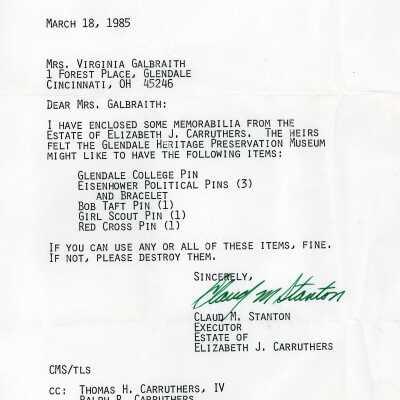 March 18, 1985
Mrs. Virginia Galbraith
1 Forest Place, Glendale
Cincinnati, OH 45246
Dear Mrs. Galbraith:
I have enclosed some memorabilia from the
Estate of Elizabeth J. Carruthers. The heirs
felt the Glendale Heritage Preservation Museum
might like to have the following items:
Glendale College Pin
Eisenhower Political Pins (3)
and Bracelet
Bob Taft Pin (1)
Girl Scout Pin (1)
Red Cross Pin (1)
If you can use any or all of these items, fine.
If not, please destroy them.
Sincerely,
Claud M Stanton
Claud M. Stanton
Executor
Estate of
Elizabeth J. Carruthers
CMS/TLS
cc: Thomas H. Carruthers, IV
Ralph R. Carruthers